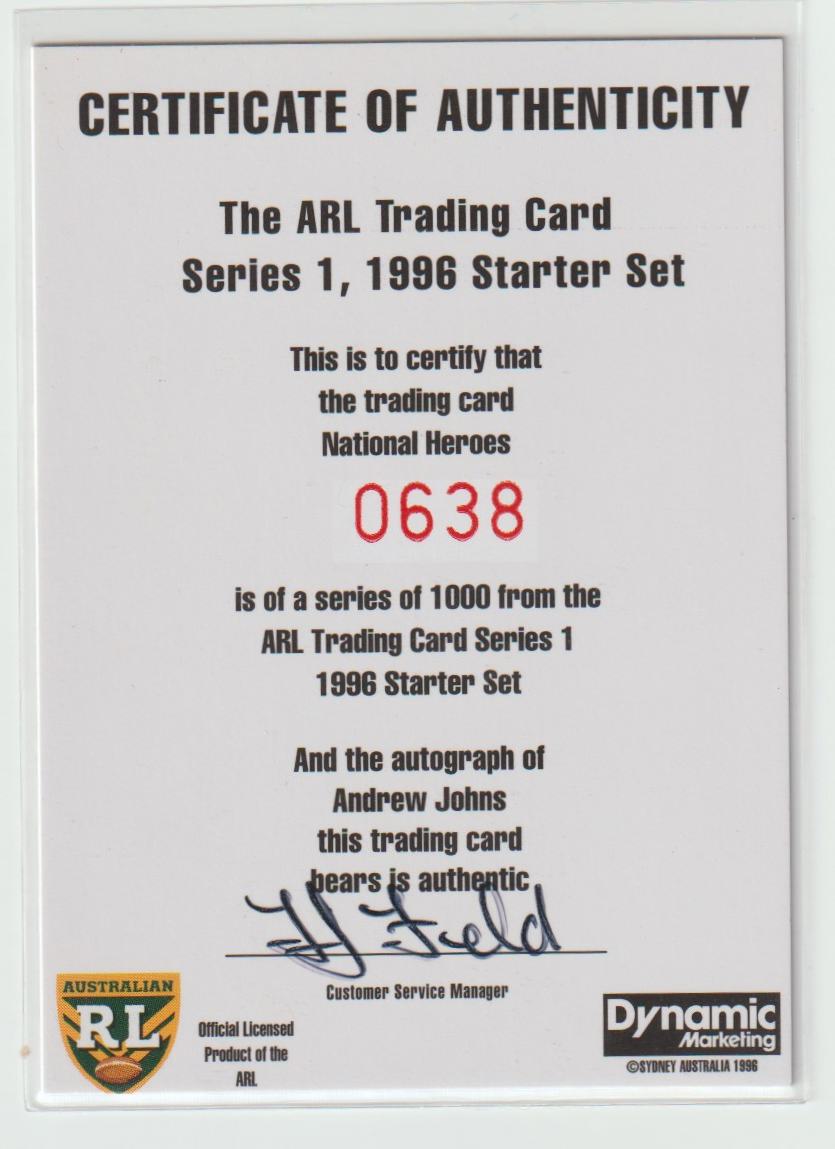 CERTIFICATE OF AUTHENTICITY
The ARL Trading Card
Series 1, 1996 Starter Set
This is to certify that
the trading card
National Heroes
0638
is of a series of 1000 from the
ARL Trading Card Series 1
1996 Starter Set
And the autograph of
Andrew Johns
this trading card
bears is authentic
Field
Customer Service Manager
AUSTRALIAN
RL
Official Licensed
Product of the
ARL
Dynamic
Marketing
©SYDNEY AUSTRALIA 1996